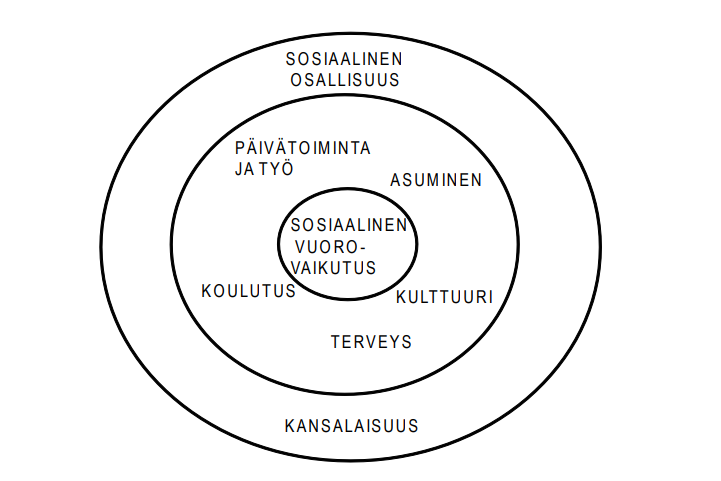 SOSIAALINEN
OSALLISUUS
PÄIVÄTOIMINTA
JA TYÖ
ASUMINEN
SOSIAALINEN
VUORO-
VAIKUTUS
KOULUTUS
KULTTUURI
TERVEYS
KANSALAISUUS